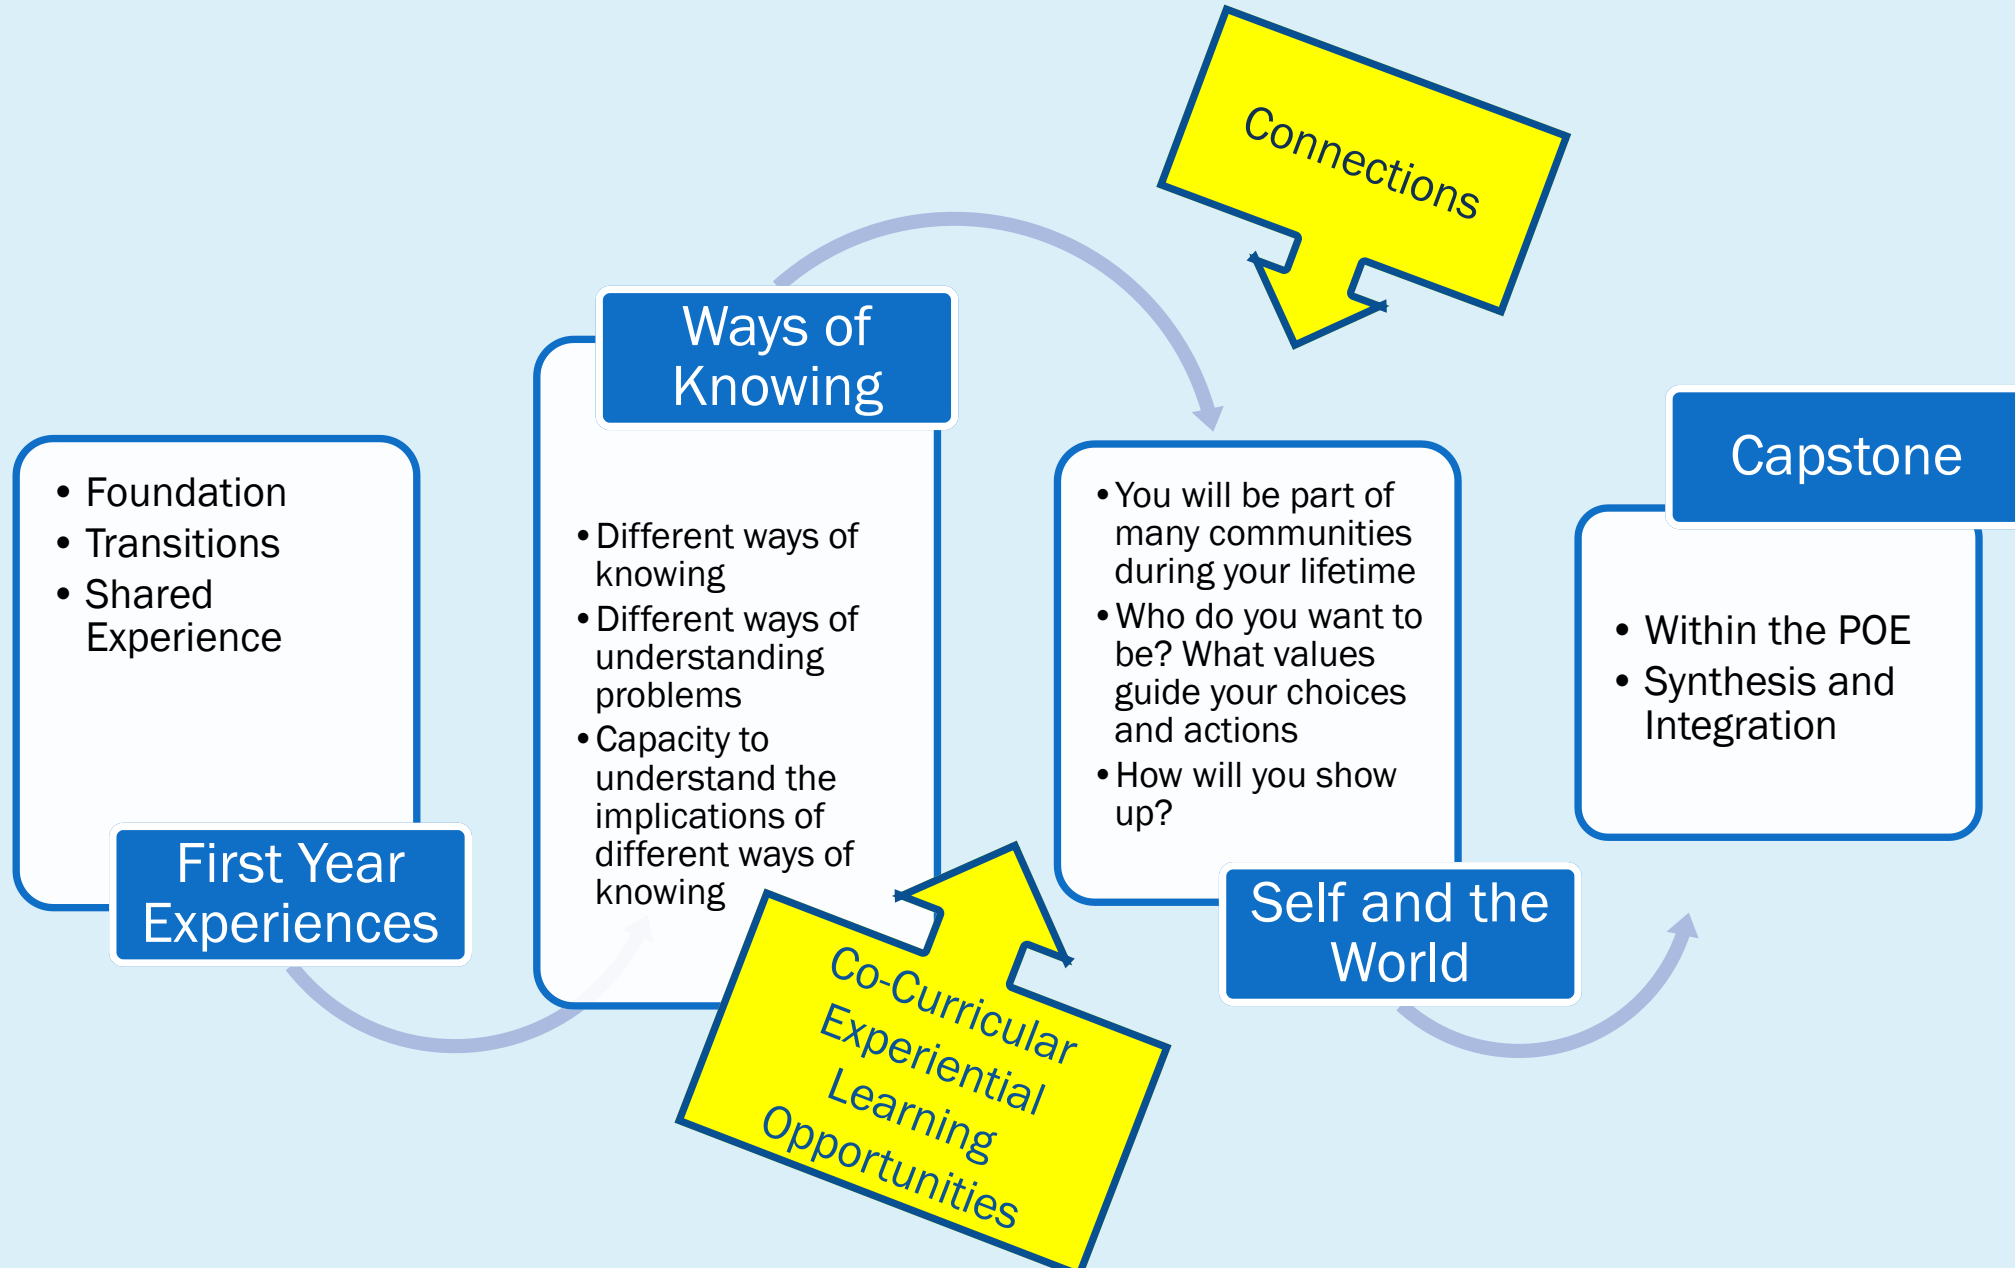 Connections
Ways of
Knowing
• Different ways of
knowing
• Different ways of
understanding
problems
• Capacity to
understand the
implications of
different ways of
knowing
• Foundation
• Transitions
• Shared
Experience
First Year
Experiences
• You will be part of
many communities
during your lifetime
• Who do you want to
be? What values
guide your choices
and actions
• How will you show
up?
Self and the
World
Capstone
• Within the POE
• Synthesis and
Integration
Co-Curricular
Experiential
Learning
Opportunities